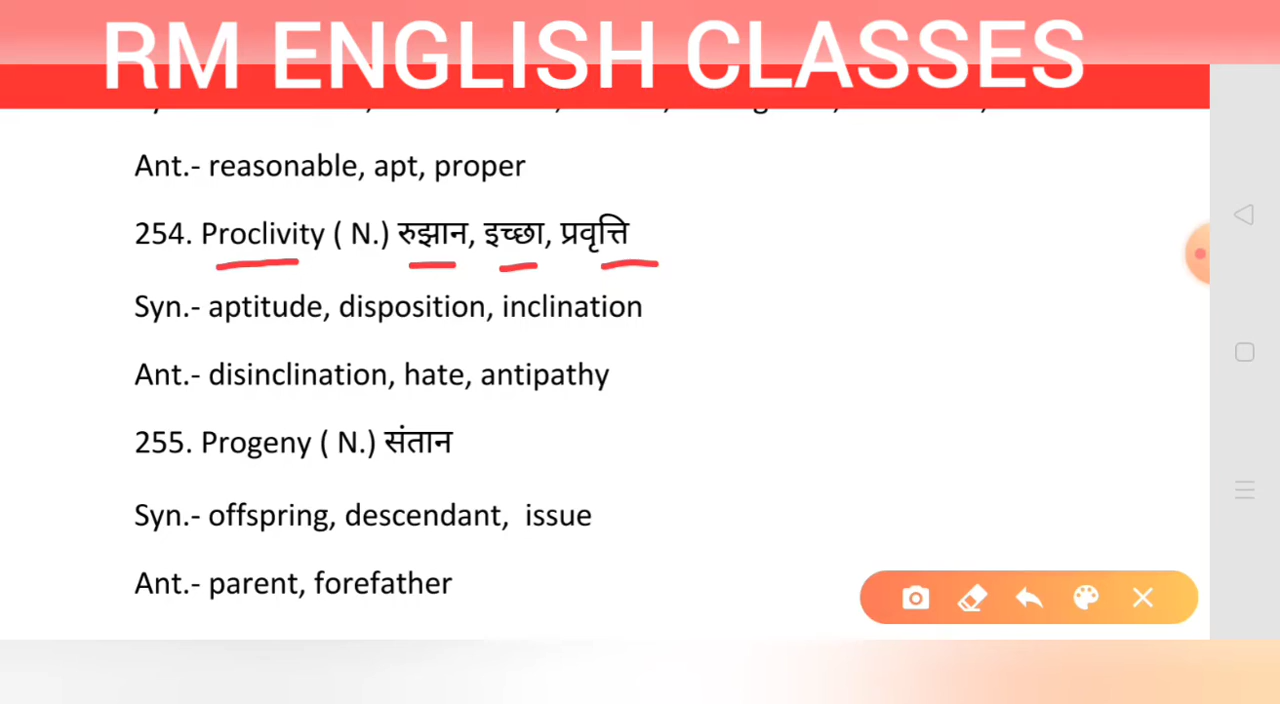 RM ENGLISH CLASSES
Ant.- reasonable, apt, proper
254. Proclivity ( N.) रुझान, इच्छा, प्रवृत्ति
Syn.- aptitude, disposition, inclination
Ant.- disinclination, hate, antipathy
255. Progeny ( N.) संतान
Syn.- offspring, descendant,  issue
Ant.- parent, forefather